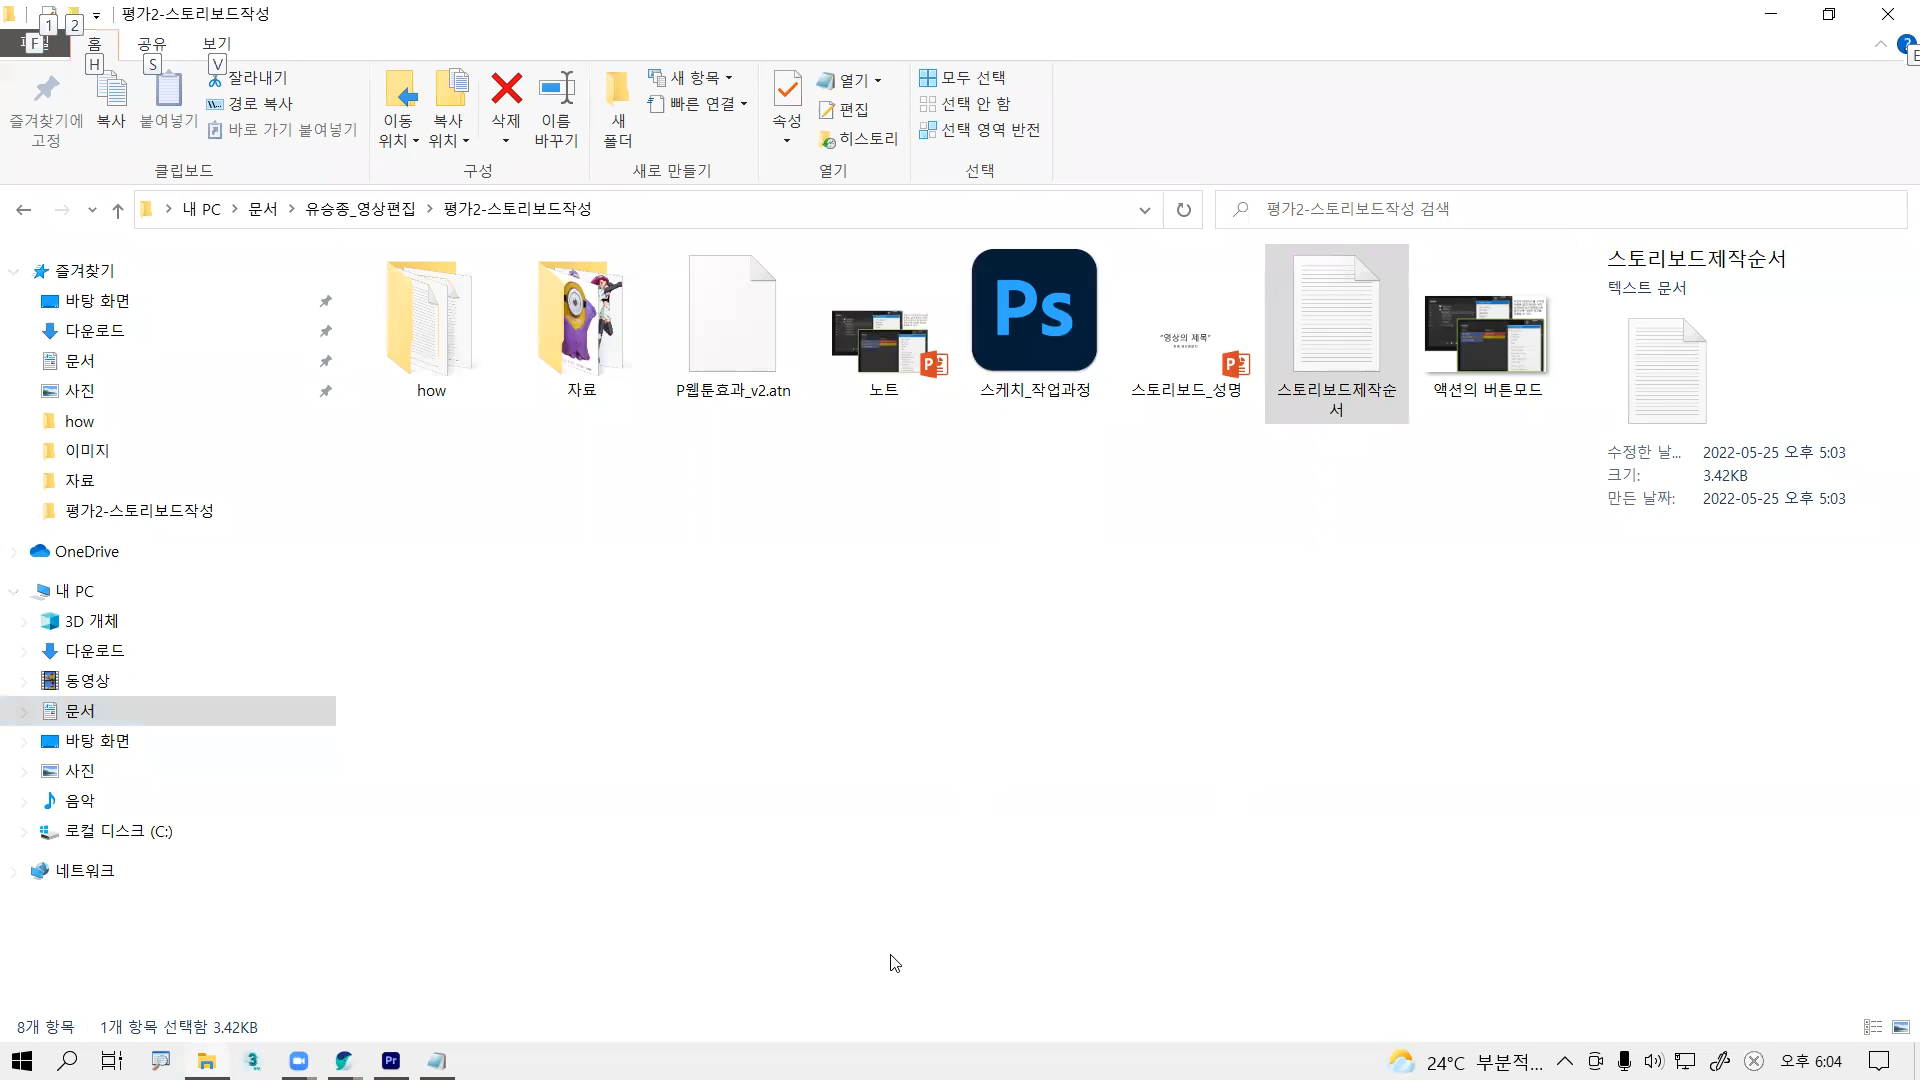 1 2 평가2-스토리보드작성
F 홈 공유 보기
H S V E
즐겨찾기에
고정
복사
붙여넣기
잘라내기
경로 복사
바로 가기 붙여넣기
클립보드
이동
위치
복사
위치
삭제
이름
바꾸기
구성
새
폴더
새 항목
빠른 연결
새로 만들기
속성
열기
편집
히스토리
열기
모두 선택
선택 안 함
선택 영역 반전
선택
내 PC 문서 유승종_영상편집 평가2-스토리보드작성
평가2-스토리보드작성 검색
즐겨찾기
바탕 화면
다운로드
문서
사진
how
이미지
자료
평가2-스토리보드작성
OneDrive
내 PC
3D 개체
다운로드
동영상
문서
바탕 화면
사진
음악
로컬 디스크 (C:)
네트워크
Ps
"영상의 제목"
how
자료
P웹툰효과_v2.atn
노트
스케치_작업과정
스토리보드_성명
스토리보드제작순
서
액션의 버튼모드
스토리보드제작순서
텍스트 문서
수정한 날... 2022-05-25 오후 5:03
크기: 3.42KB
만든 날짜: 2022-05-25 오후 5:03
8개 항목 1개 항목 선택함 3.42KB
3 Pr 24°C 부분적... 오후 6:04